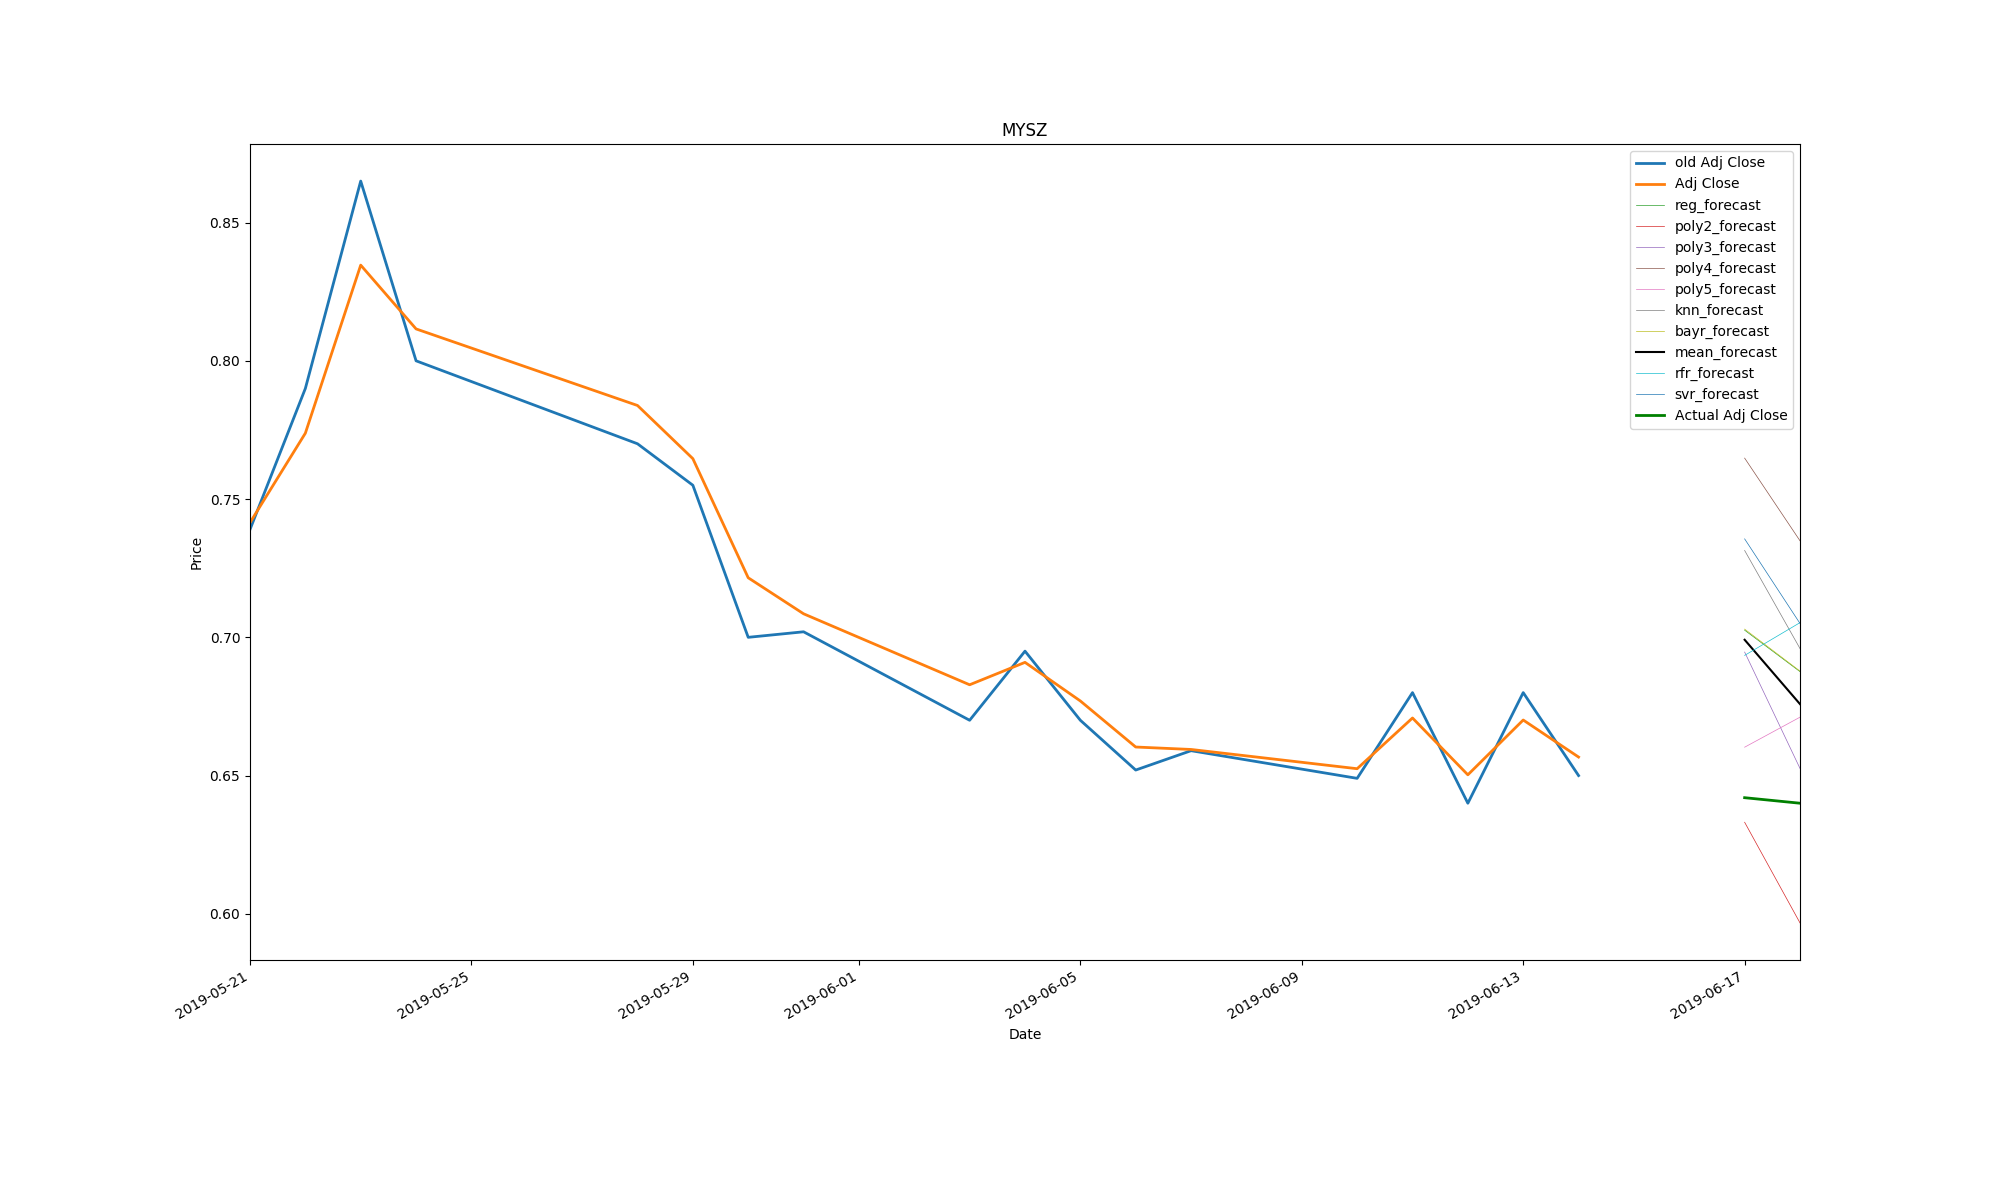 MYSZ
old Adj Close
Adj Close
reg_forecast
poly2_forecast
poly3_forecast
poly4_forecast
poly5_forecast
knn_forecast
bayr_forecast
mean_forecast
rfr_forecast
svr_forecast
Actual Adj Close
0.85
0.80
0.75
0.70
0.65
0.60
Price
2019-05-21
2019-05-25
2019-05-29
2019-06-01
2019-06-05
2019-06-09
2019-06-13
2019-06-17
Date